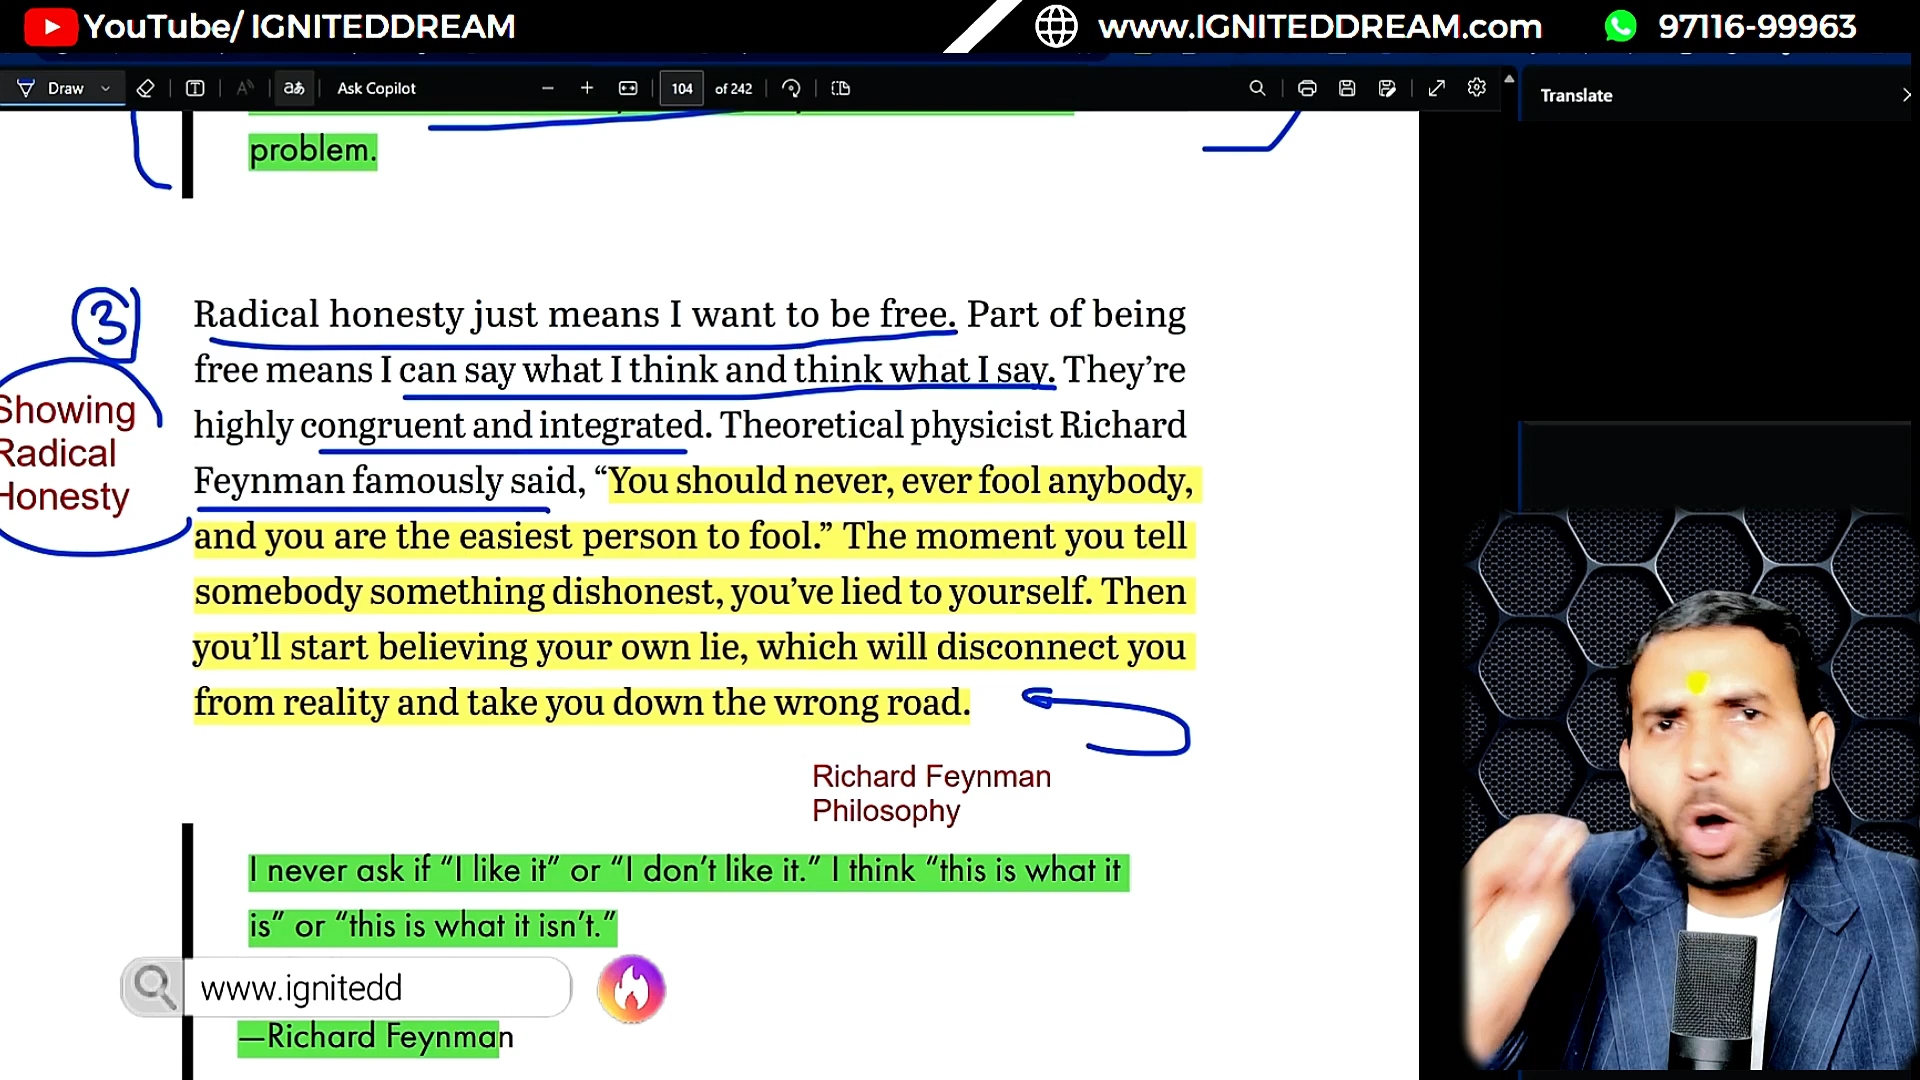 YouTube/ IGNITEDDREAM
www.IGNITEDDREAM.com
97116-99963
Draw
Ask Copilot
104 of 242
Translate
problem.
3
Showing
Radical
Honesty
Radical honesty just means I want to be free. Part of being
free means I can say what I think and think what I say. They’re
highly congruent and integrated. Theoretical physicist Richard
Feynman famously said, “You should never, ever fool anybody,
and you are the easiest person to fool.” The moment you tell
somebody something dishonest, you’ve lied to yourself. Then
you’ll start believing your own lie, which will disconnect you
from reality and take you down the wrong road.
Richard Feynman
Philosophy
I never ask if “I like it” or “I don’t like it.” I think “this is what it
is” or “this is what it isn’t.”
www.ignitedd
—Richard Feynman